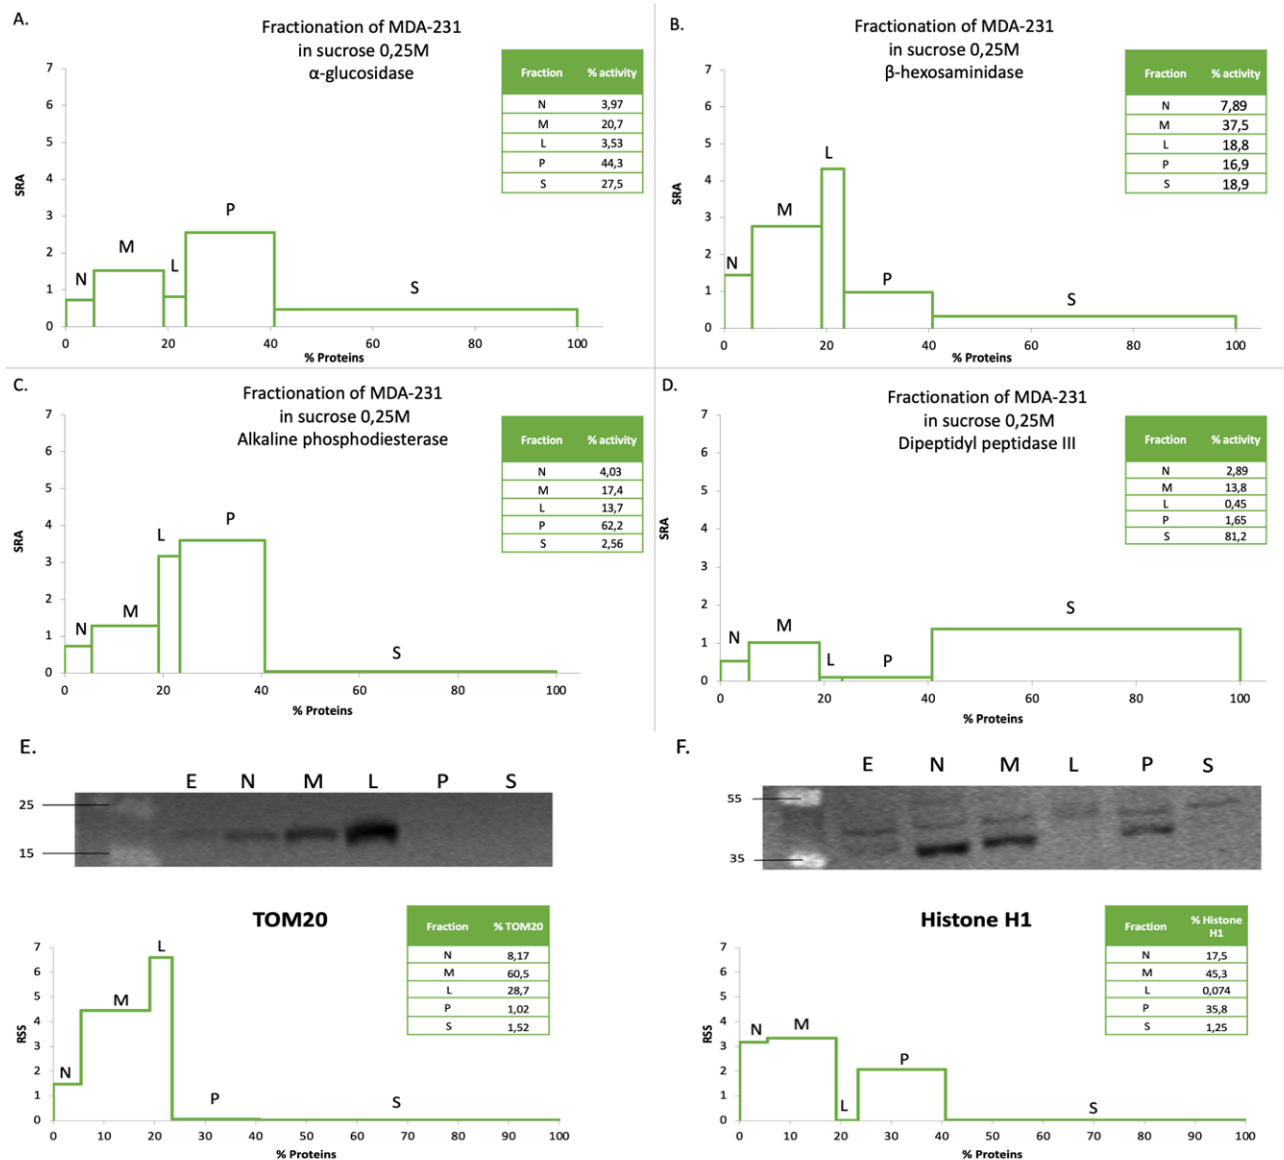 A.
Fractionation of MDA-231
in sucrose 0,25M
α-glucosidase
Fraction % activity
N 3,97
M 20,7
L 3,53
P 44,3
S 27,5
7
6
5
4
3
2
1
0
SRA
N
M
L
P
S
0 20 40 60 80 100
% Proteins
B.
Fractionation of MDA-231
in sucrose 0,25M
β-hexosaminidase
Fraction % activity
N 7,89
M 37,5
L 18,8
P 16,9
S 18,9
7
6
5
4
3
2
1
0
SRA
N
M
L
P
S
0 20 40 60 80 100
% Proteins
C.
Fractionation of MDA-231
in sucrose 0,25M
Alkaline phosphodiesterase
Fraction % activity
N 4,03
M 17,4
L 13,7
P 62,2
S 2,56
7
6
5
4
3
2
1
0
SRA
N
M
L
P
S
0 20 40 60 80 100
% Proteins
D.
Fractionation of MDA-231
in sucrose 0,25M
Dipeptidyl peptidase III
Fraction % activity
N 2,89
M 13,8
L 0,45
P 1,65
S 81,2
7
6
5
4
3
2
1
0
SRA
N
M
L
P
S
0 20 40 60 80 100
% Proteins
E.
E N M L P S
25
15
TOM20
Fraction % TOM20
N 8,17
M 60,5
L 28,7
P 1,02
S 1,52
7
6
5
4
3
2
1
0
RSS
N
M
L
P
S
0 10 20 30 40 50 60 70 80 90 100
% Proteins
F.
E N M L P S
55
35
Histone H1
Fraction % Histone
H1
N 17,5
M 45,3
L 0,074
P 35,8
S 1,25
7
6
5
4
3
2
1
0
RSS
N
M
L
P
S
0 10 20 30 40 50 60 70 80 90 100
% Proteins